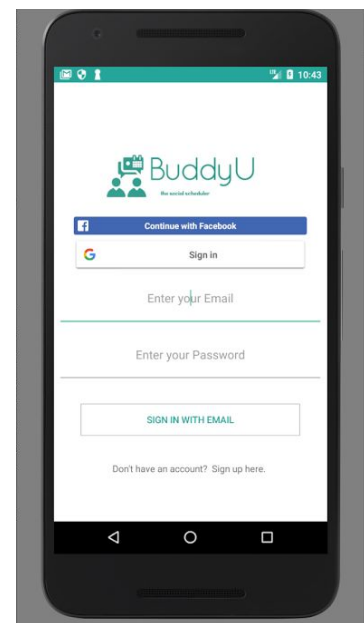 10:43
BuddyU
the social scheduler
Continue with Facebook
Sign in
Enter your Email
Enter your Password
SIGN IN WITH EMAIL
Don't have an account? Sign up here.